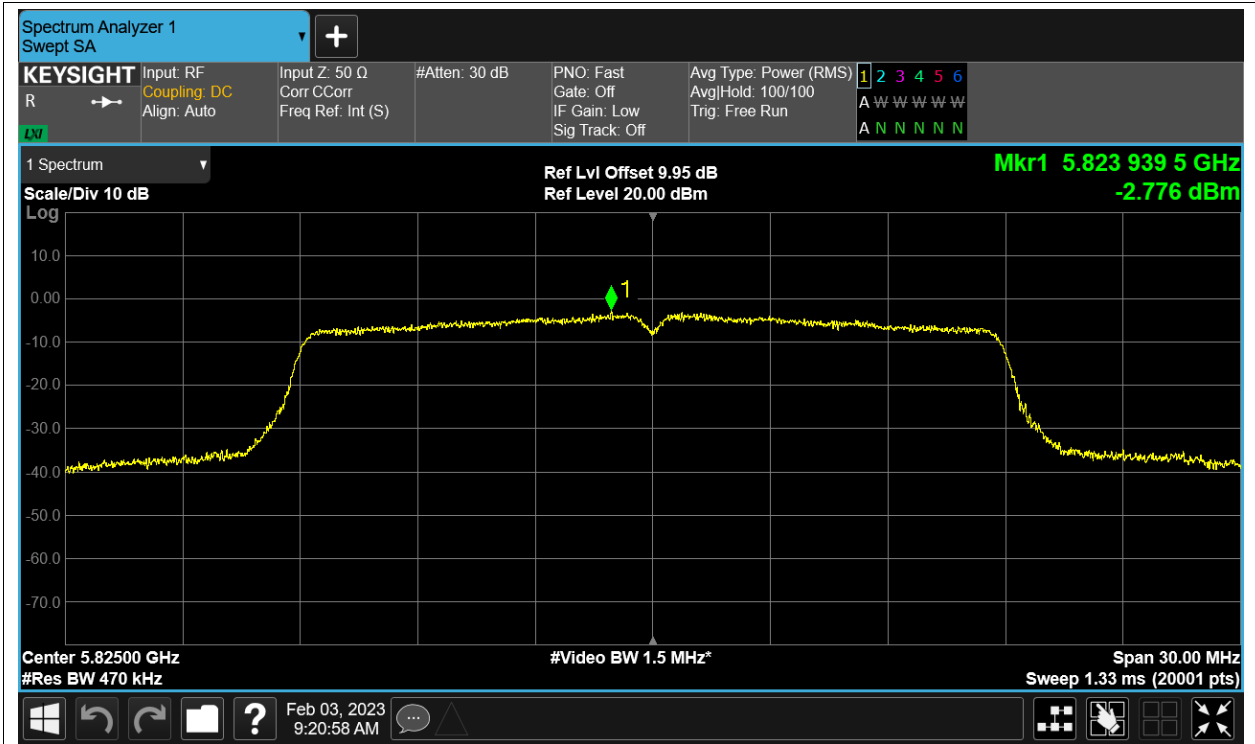 Spectrum Analyzer 1
Swept SA
KEYSIGHT
R
LXI
Input: RF
Coupling: DC
Align: Auto
Input Z: 50 Ω
Corr CCorr
Freq Ref: Int (S)
#Atten: 30 dB
PNO: Fast
Gate: Off
IF Gain: Low
Sig Track: Off
Avg Type: Power (RMS)
Avg|Hold: 100/100
Trig: Free Run
1 2 3 4 5 6
A W W W W W
A N N N N N
1 Spectrum
Scale/Div 10 dB
Log
Ref Lvl Offset 9.95 dB
Ref Level 20.00 dBm
Mkr1 5.823 939 5 GHz
-2.776 dBm
10.0
0.00
-10.0
-20.0
-30.0
-40.0
-50.0
-60.0
-70.0
1
Center 5.82500 GHz
#Res BW 470 kHz
#Video BW 1.5 MHz*
Span 30.00 MHz
Sweep 1.33 ms (20001 pts)
?
Feb 03, 2023
9:20:58 AM